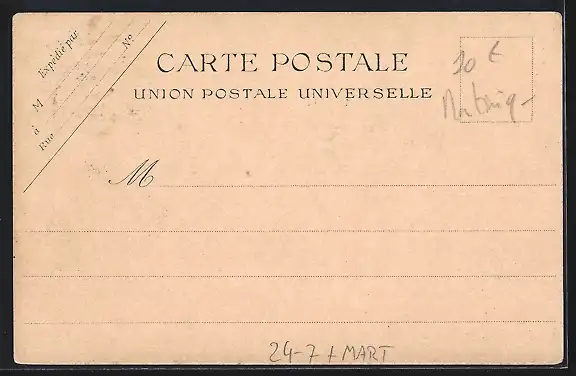 Expédié par
M
à
Rue
No
CARTE POSTALE
UNION POSTALE UNIVERSELLE
10 €
M
24-7 + MART